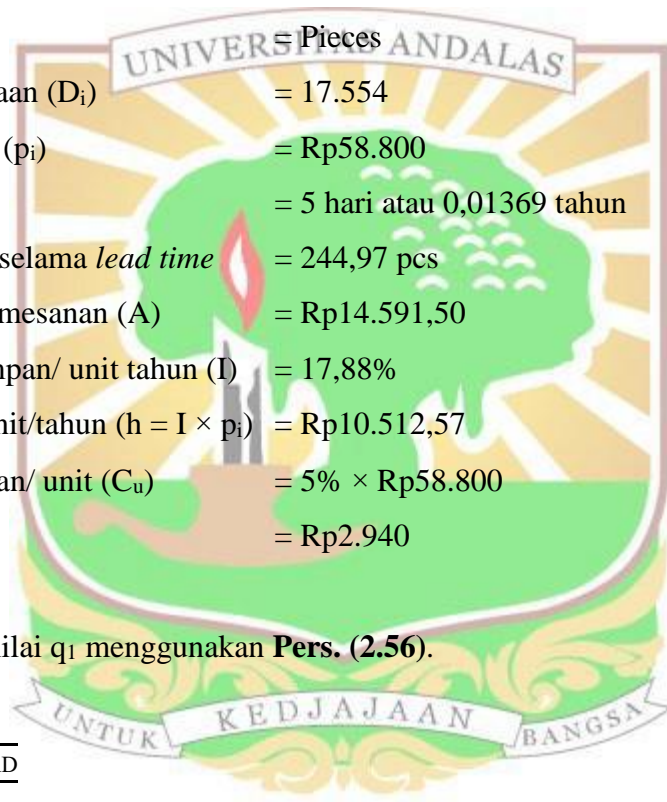 UNIVERSITAS ANDALAS
= Pieces
aan (Di) = 17.554
(pi) = Rp58.800
= 5 hari atau 0,01369 tahun
selama lead time = 244,97 pcs
mesanan (A) = Rp14.591,50
npan/ unit tahun (I) = 17,88%
nit/tahun (h = I × pi) = Rp10.512,57
an/ unit (Cu) = 5% × Rp58.800
= Rp2.940
ilai q1 menggunakan Pers. (2.56).
UNTUK KEDJAJAAN BANGSA
AD